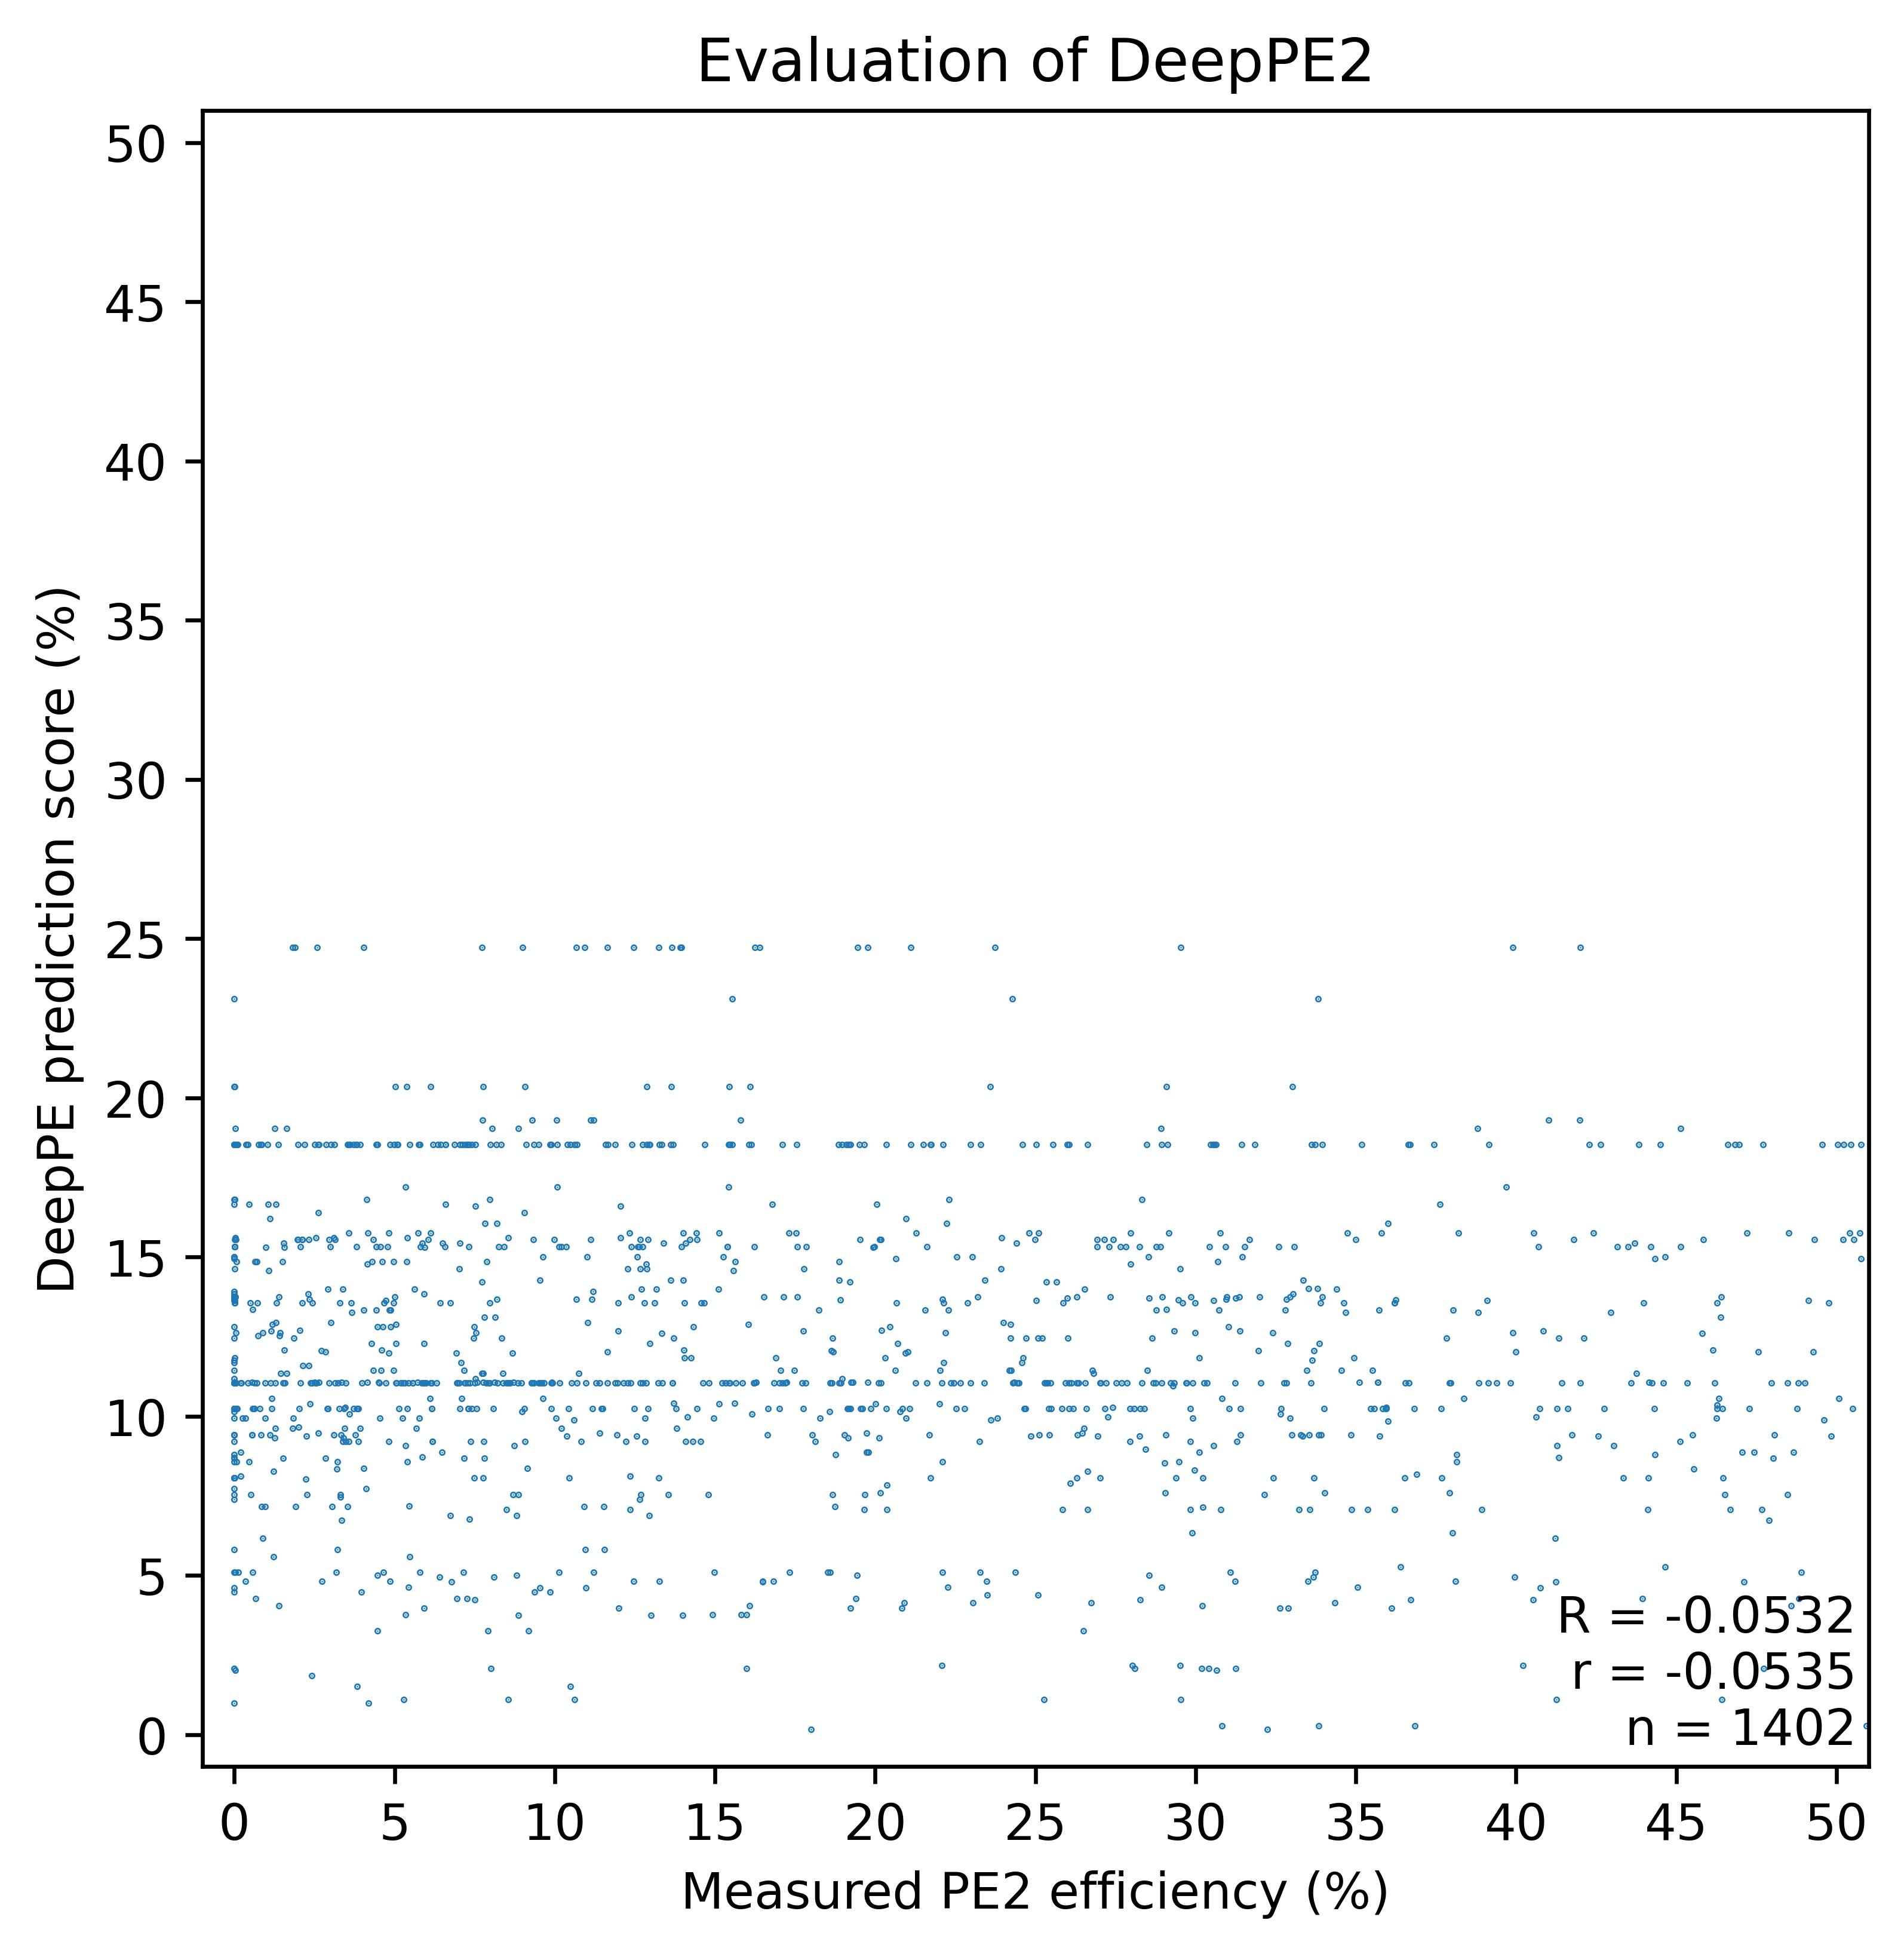 Evaluation of DeepPE2
DeepPE prediction score (%)
50
45
40
35
30
25
20
15
10
5
0
R = -0.0532
r = -0.0535
n = 1402
0 5 10 15 20 25 30 35 40 45 50
Measured PE2 efficiency (%)